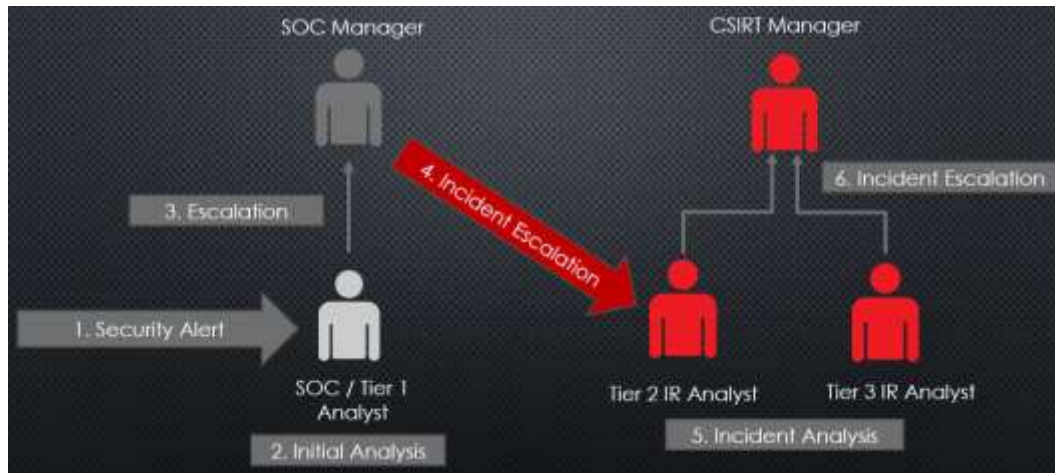 SOC Manager
CSIRT Manager
4. Incident Escalation
6. Incident Escalation
3. Escalation
1. Security Alert
SOC / Tier 1
Analyst
Tier 2 IR Analyst
Tier 3 IR Analyst
2. Initial Analysis
5. Incident Analysis